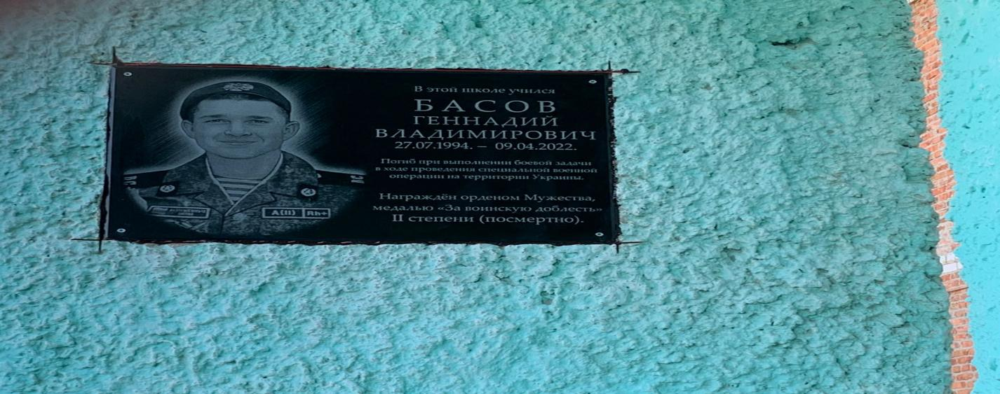 В этой школе учился
БАСОВ
ГЕННАДИЙ
ВЛАДИМИРОВИЧ
27.07.1994. – 09.04.2022.
Погиб при выполнении боевой задачи
в ходе проведения специальной военной
операции на территории Украины.
Награждён орденом Мужества,
медалью «За воинскую доблесть»
II степени (посмертно).
А(II) Rh+